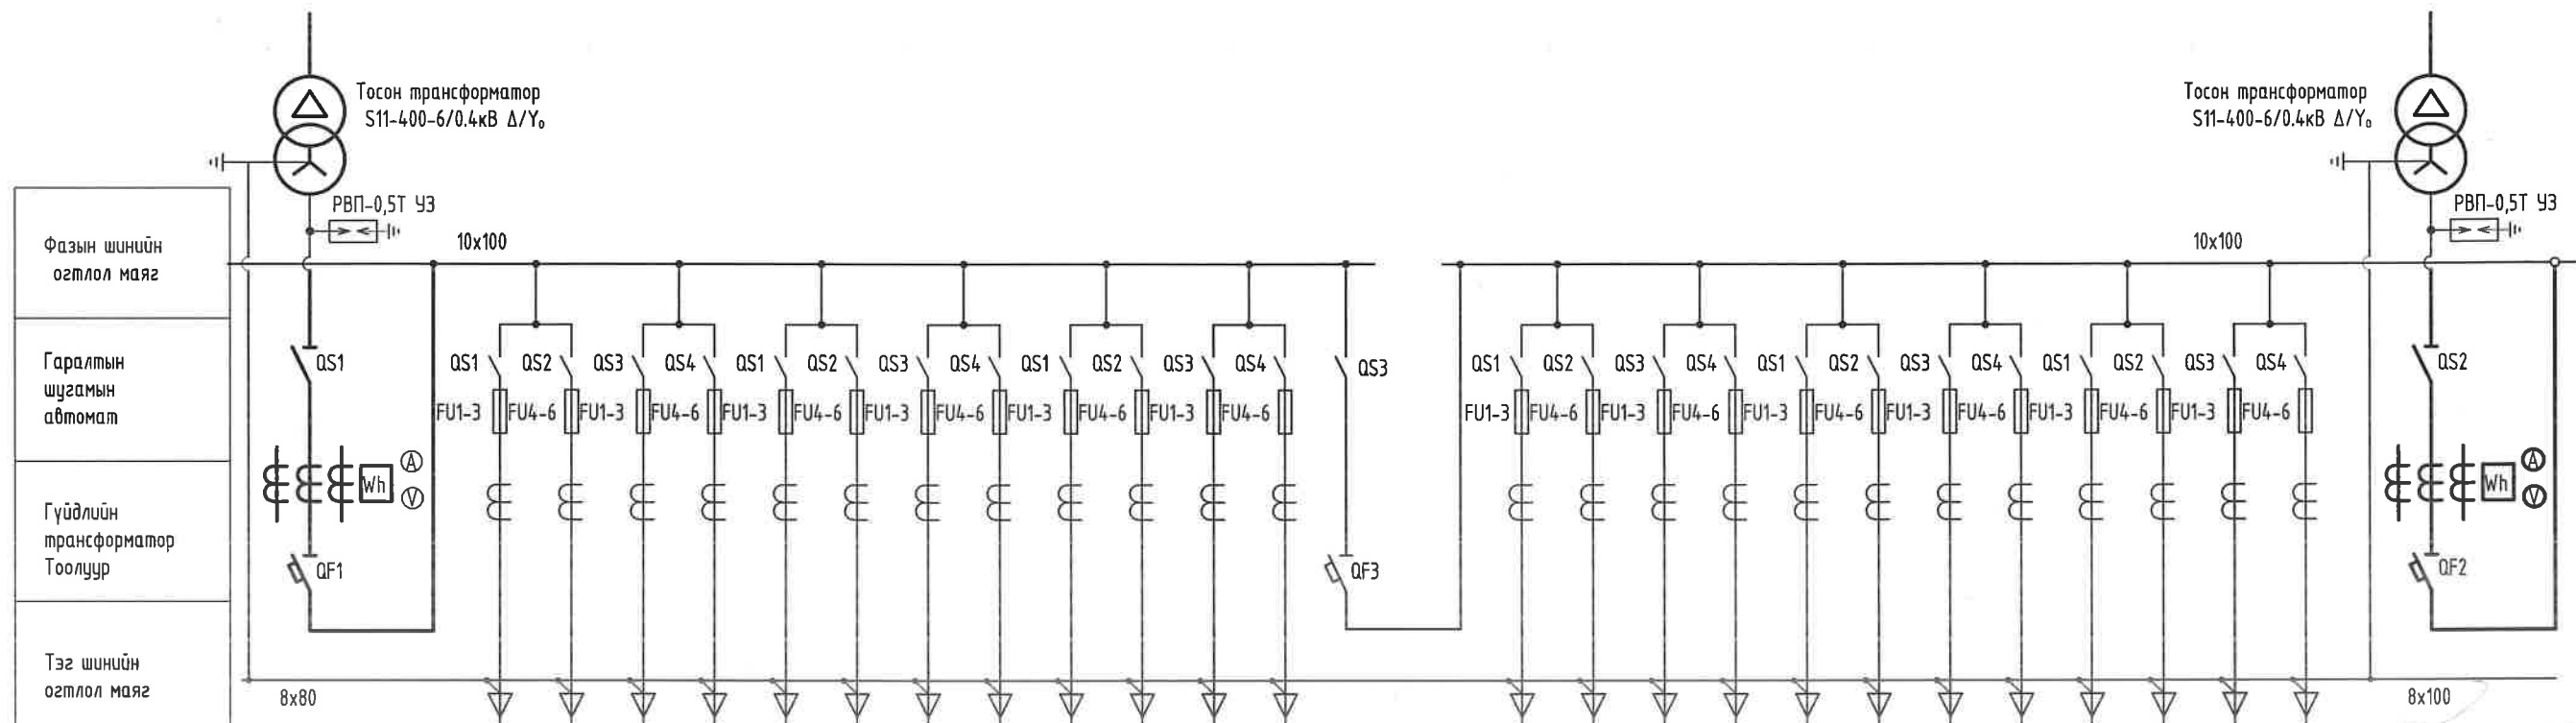 Тосон трансформатор
S11-400-6/0.4кВ Δ/Y₀
Тосон трансформатор
S11-400-6/0.4кВ Δ/Y₀
РВП-0,5Т УЗ
РВП-0,5Т УЗ
Фазын шинийн
огтлол маяг
10x100
10x100
Гаралтын
шугамын
автомат
QS1
QS1 QS2 QS3 QS4 QS1 QS2 QS3 QS4 QS1 QS2 QS3 QS4
QS3
QS1 QS2 QS3 QS4 QS1 QS2 QS3 QS4 QS1 QS2 QS3 QS4
QS2
FU1-3 FU4-6 FU1-3 FU4-6 FU1-3 FU4-6 FU1-3 FU4-6 FU1-3 FU4-6 FU1-3 FU4-6
FU1-3 FU4-6 FU1-3 FU4-6 FU1-3 FU4-6 FU1-3 FU4-6 FU1-3 FU4-6 FU1-3 FU4-6
Wh
A
V
Wh
A
V
Гүйдлийн
трансформатор
Тоолуур
QF1
QF3
QF2
Тэг шинийн
огтлол маяг
8x80
8x100